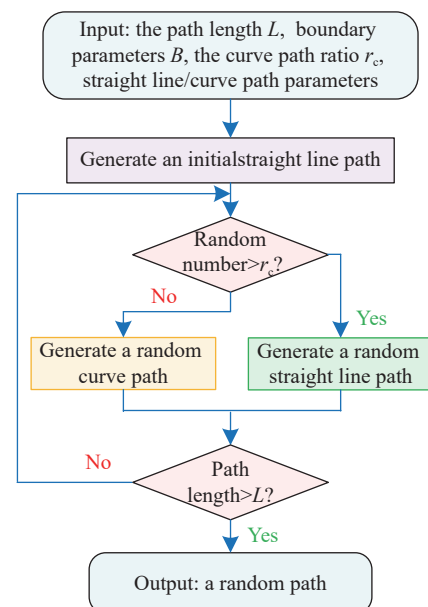 Input: the path length L, boundary
parameters B, the curve path ratio rc,
straight line/curve path parameters
Generate an initialstraight line path
Random
number>rc?
No
Yes
Generate a random
curve path
Generate a random
straight line path
No
Path
length>L?
Yes
Output: a random path